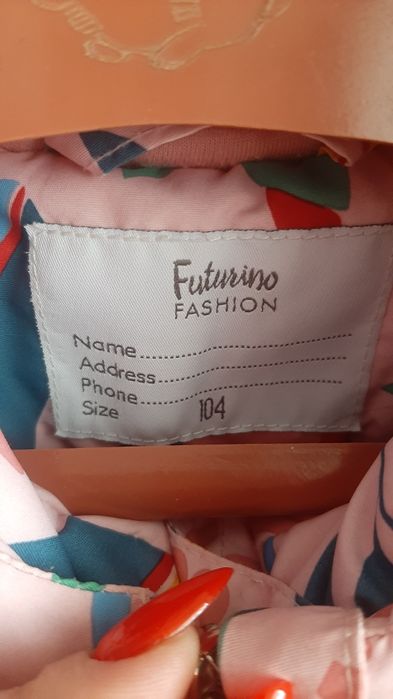 Futurino
FASHION
Name
Address
Phone
Size 104